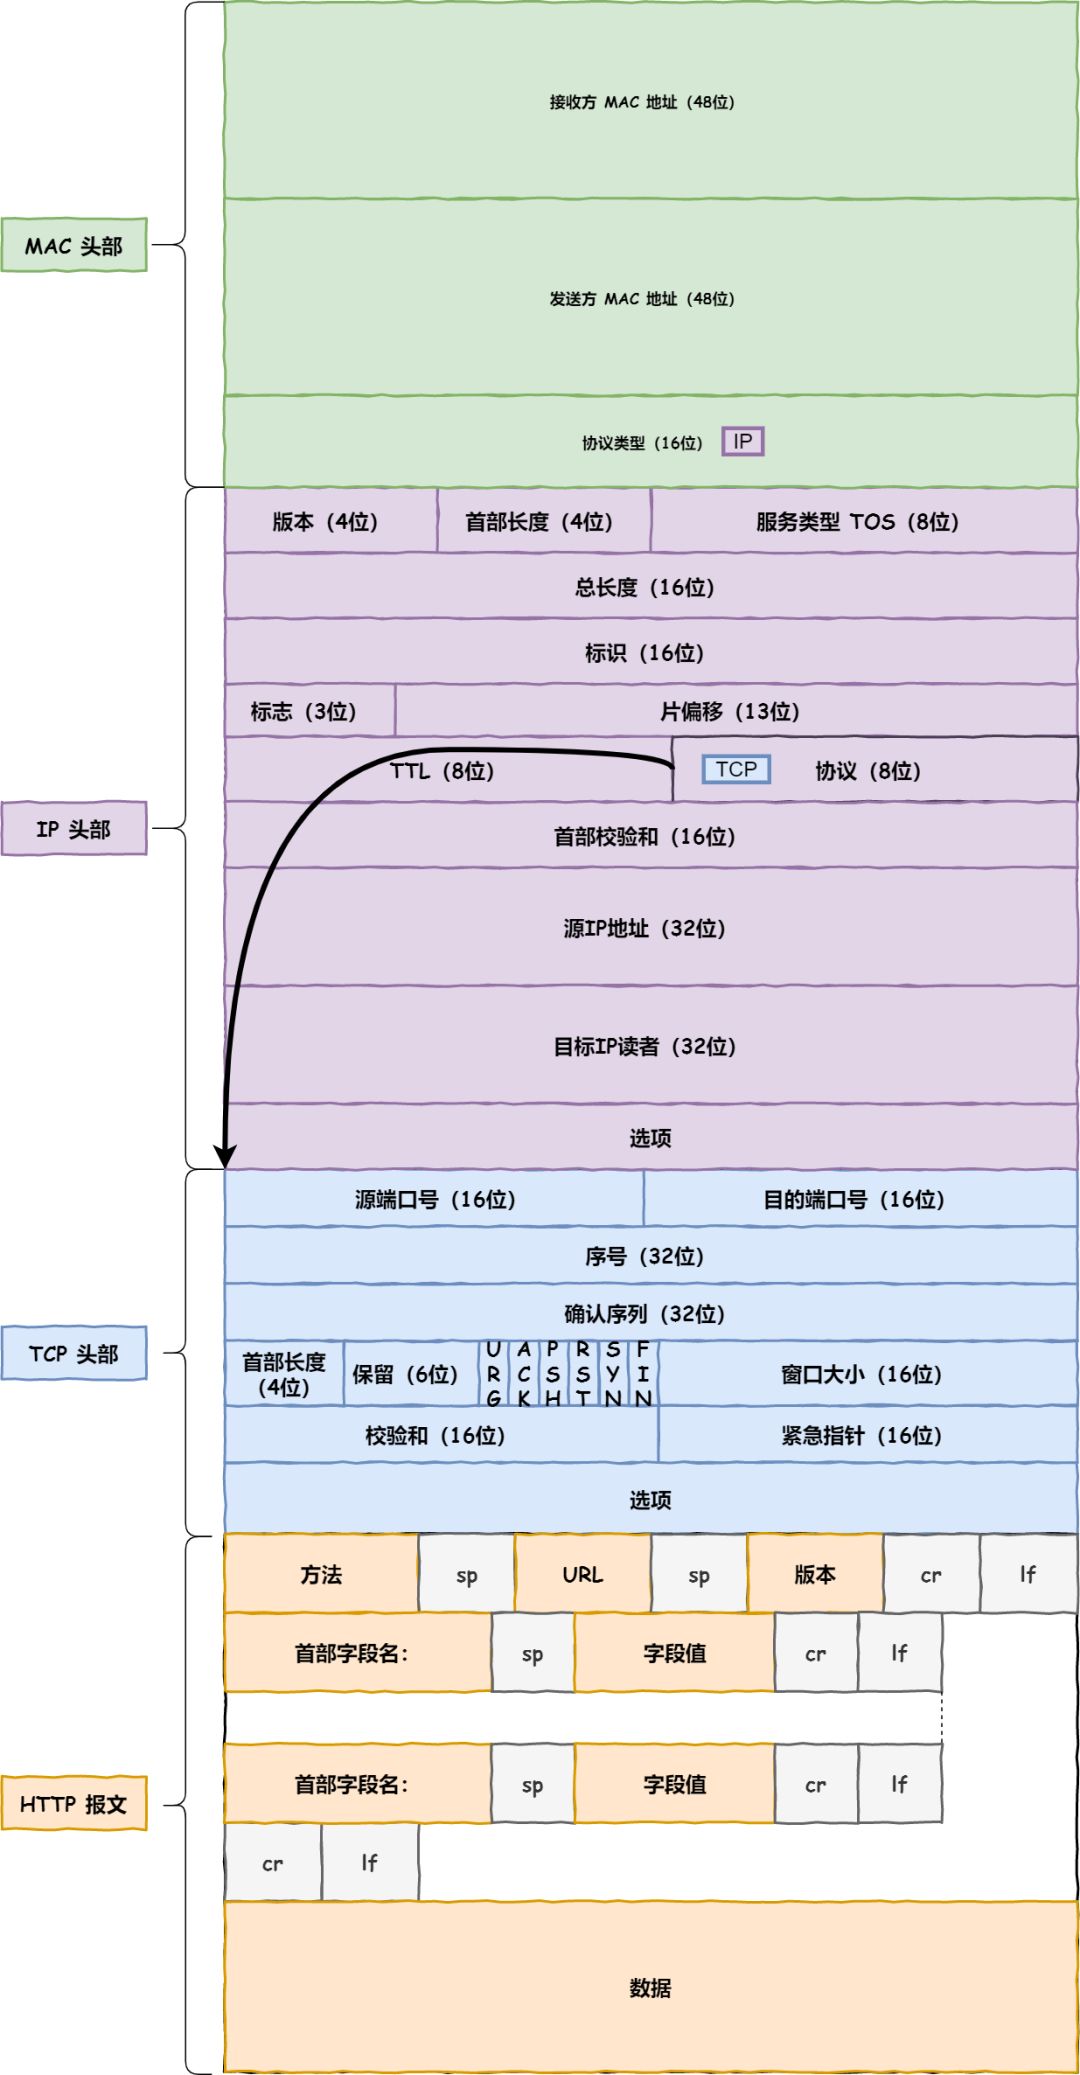 接收方 MAC 地址（48位）
MAC 头部
发送方 MAC 地址（48位）
协议类型（16位） IP
版本（4位） 首部长度（4位） 服务类型 TOS（8位）
总长度（16位）
标识（16位）
标志（3位） 片偏移（13位）
TTL（8位） TCP 协议（8位）
IP 头部
首部校验和（16位）
源IP地址（32位）
目标IP读者（32位）
选项
源端口号（16位） 目的端口号（16位）
序号（32位）
确认序列（32位）
TCP 头部
首部长度
（4位）
保留（6位） URG ACK PSH RST SYN FIN 窗口大小（16位）
校验和（16位） 紧急指针（16位）
选项
方法 sp URL sp 版本 cr lf
首部字段名： sp 字段值 cr lf
首部字段名： sp 字段值 cr lf
HTTP 报文
cr lf
数据